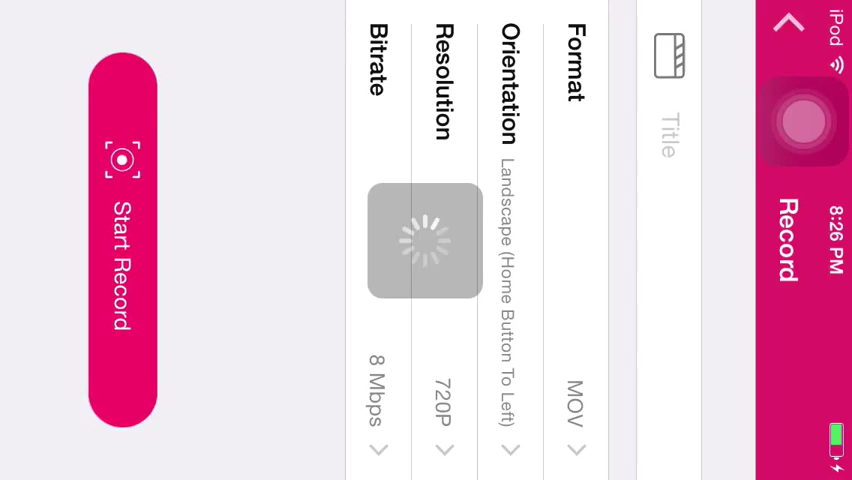 iPod 8:26 PM
Record
Title
Format MOV
Orientation Landscape (Home Button To Left)
Resolution 720P
Bitrate 8 Mbps
Start Record